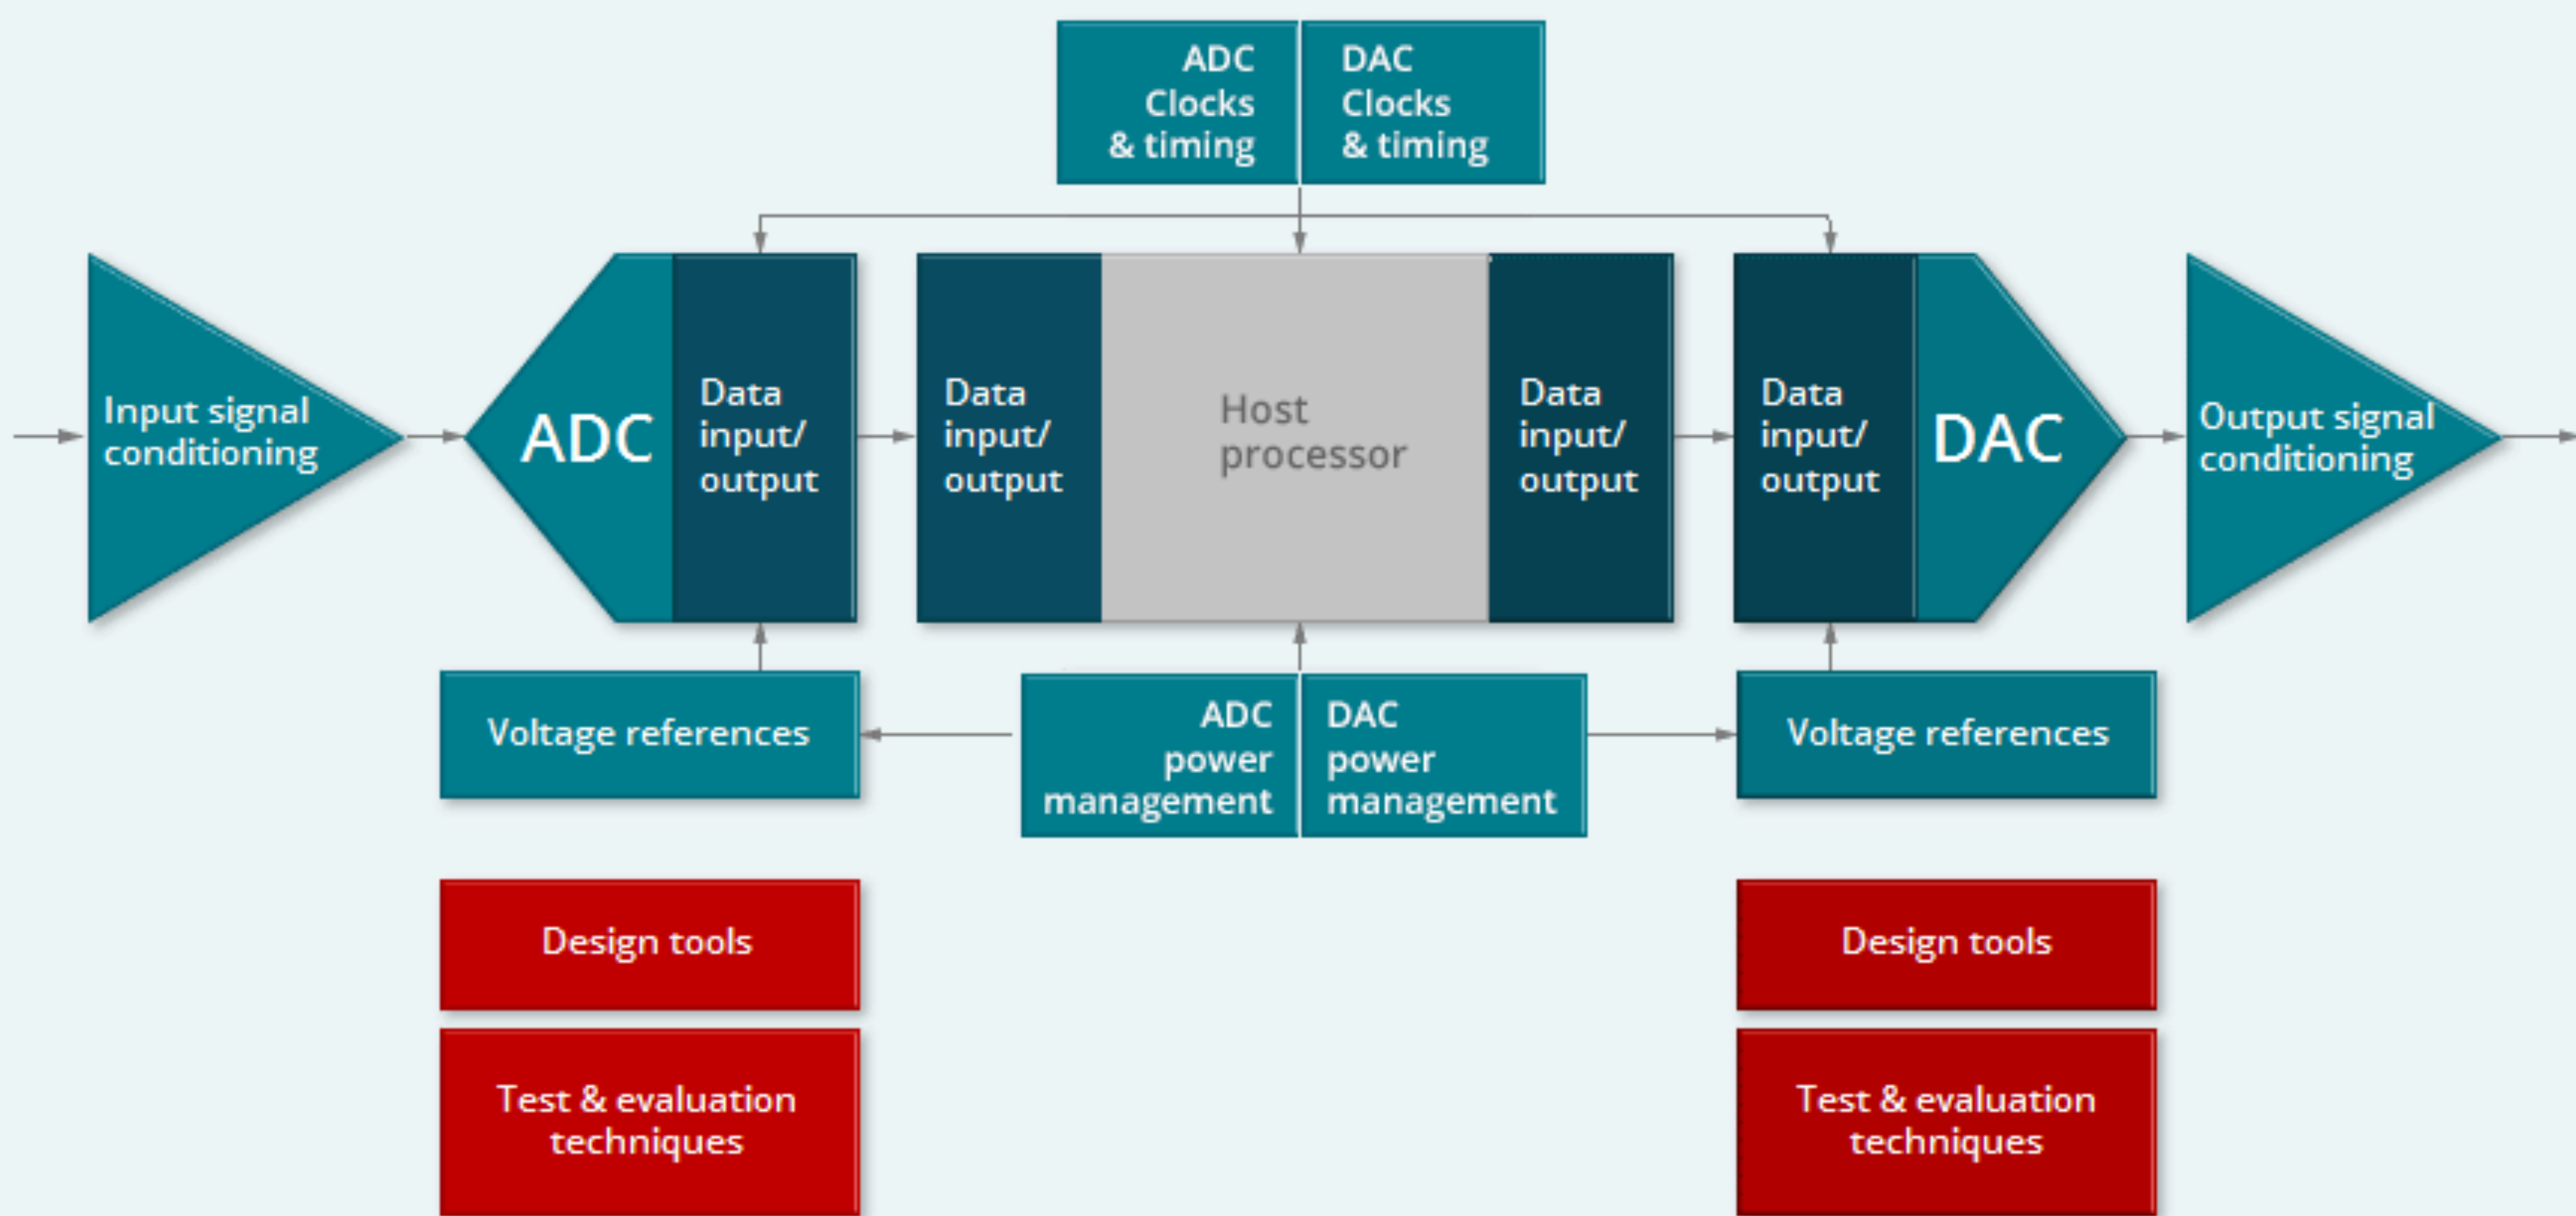 ADC
Clocks
& timing
DAC
Clocks
& timing
Input signal
conditioning
ADC
Data
input/
output
Data
input/
output
Host
processor
Data
input/
output
Data
input/
output
DAC
Output signal
conditioning
Voltage references
ADC
power
management
DAC
power
management
Voltage references
Design tools
Design tools
Test & evaluation
techniques
Test & evaluation
techniques